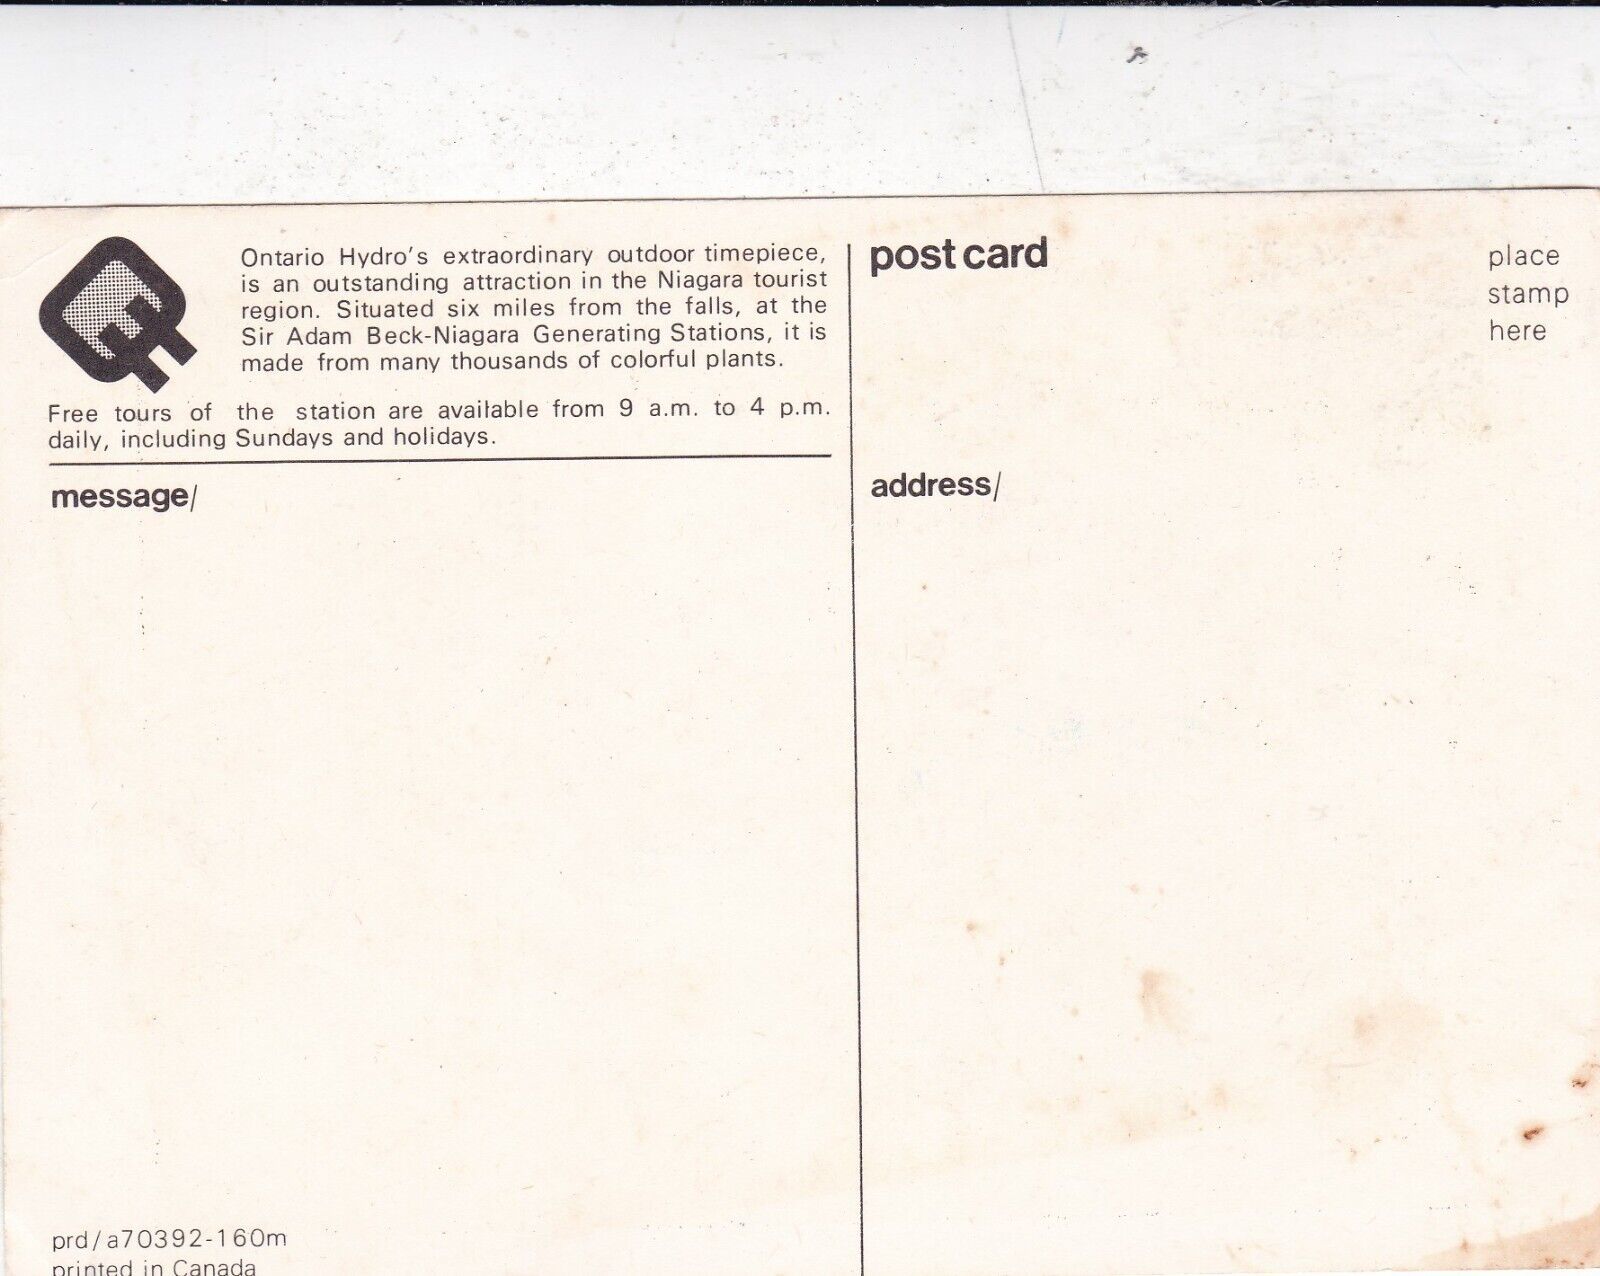 Ontario Hydro's extraordinary outdoor timepiece,
is an outstanding attraction in the Niagara tourist
region. Situated six miles from the falls, at the
Sir Adam Beck-Niagara Generating Stations, it is
made from many thousands of colorful plants.
Free tours of the station are available from 9 a.m. to 4 p.m.
daily, including Sundays and holidays.
message/
post card
place
stamp
here
address/
prd/a70392-160m
printed in Canada